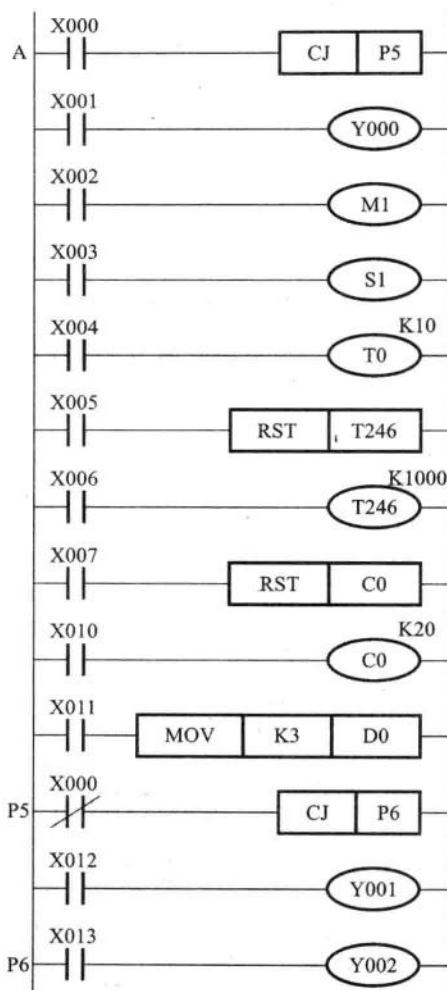 X000
A CJ P5
X001
Y000
X002
M1
X003
S1
X004 K10
T0
X005
RST T246
X006 K1000
T246
X007
RST C0
X010 K20
C0
X011
MOV K3 D0
X000
P5 CJ P6
X012
Y001
X013
P6 Y002